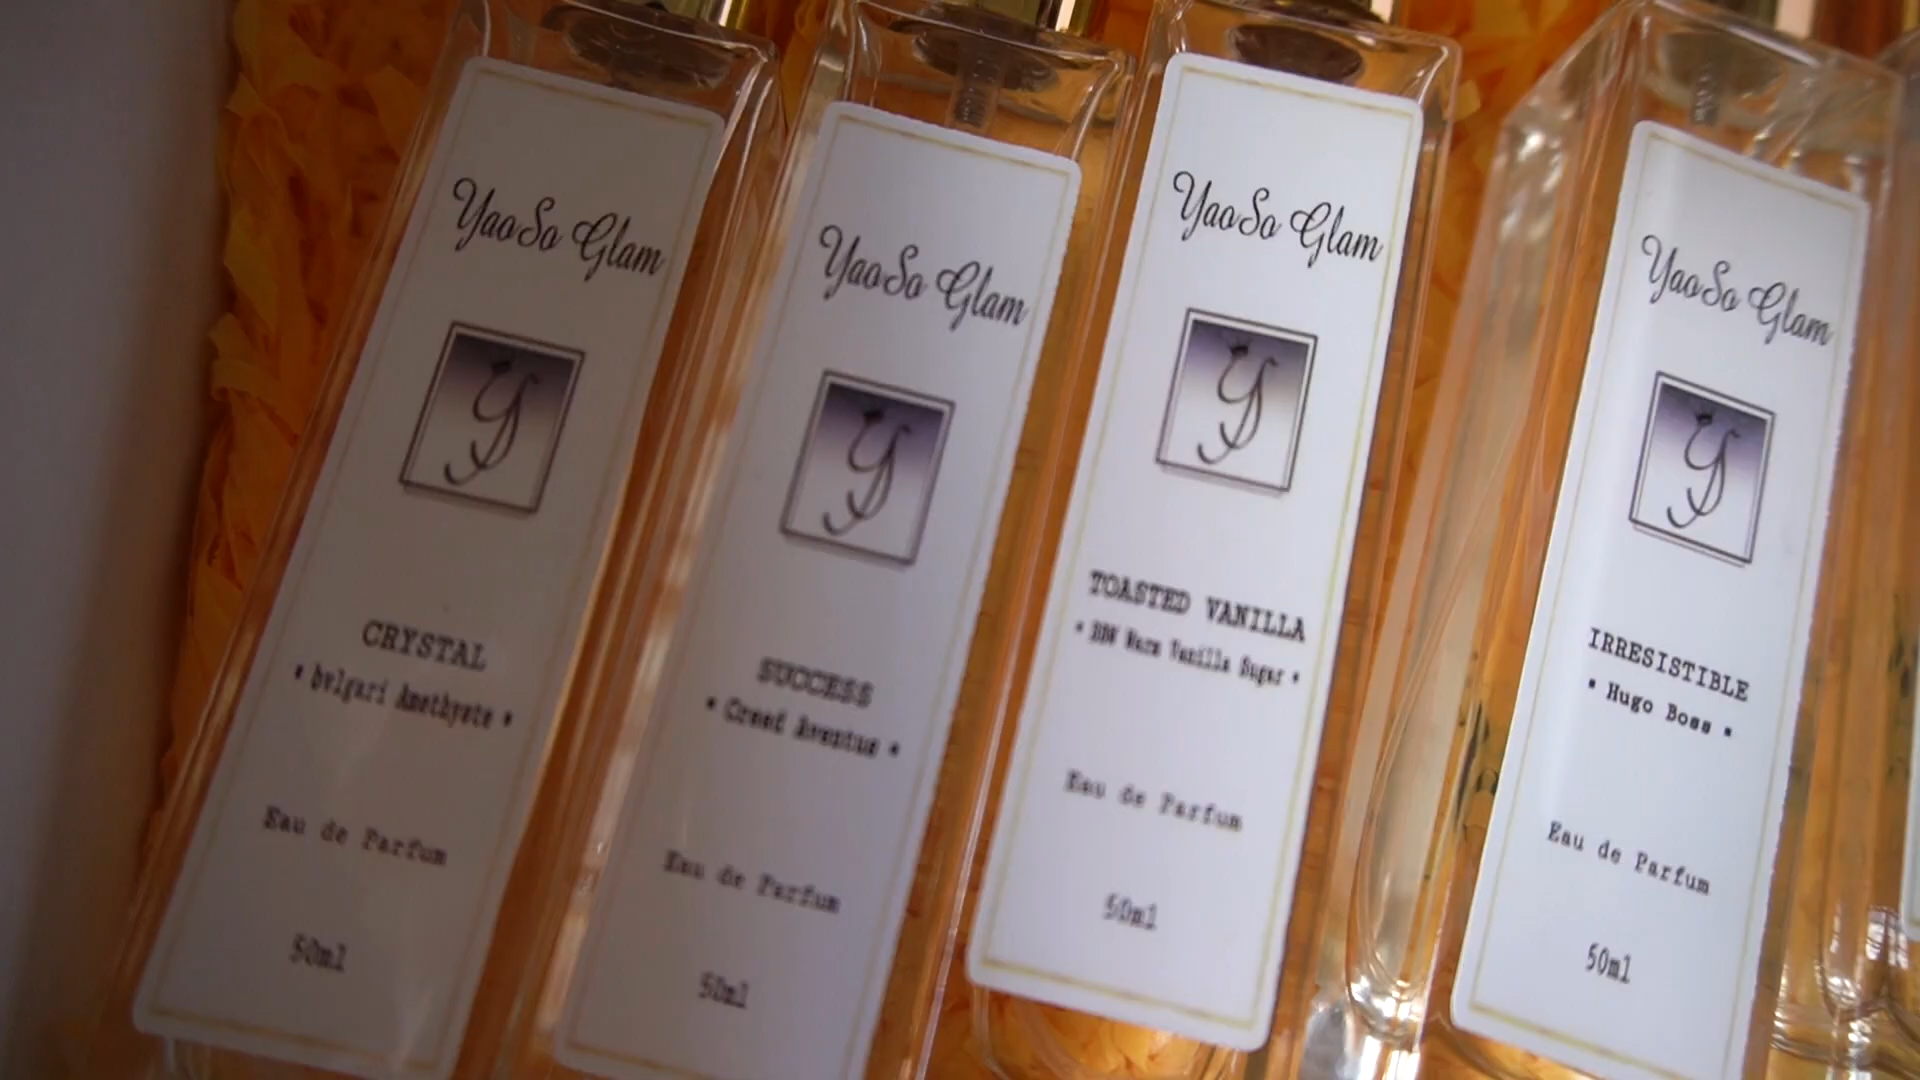 YaoSo Glam
CRYSTAL
• bvlgari Amethyste •
Eau de Parfum
50ml
YaoSo Glam
SUCCESS
• Creed Aventus •
Eau de Parfum
50ml
YaoSo Glam
TOASTED VANILLA
• BBW Warm Vanilla Sugar •
Eau de Parfum
50ml
YaoSo Glam
IRRESISTIBLE
• Hugo Boss •
Eau de Parfum
50ml